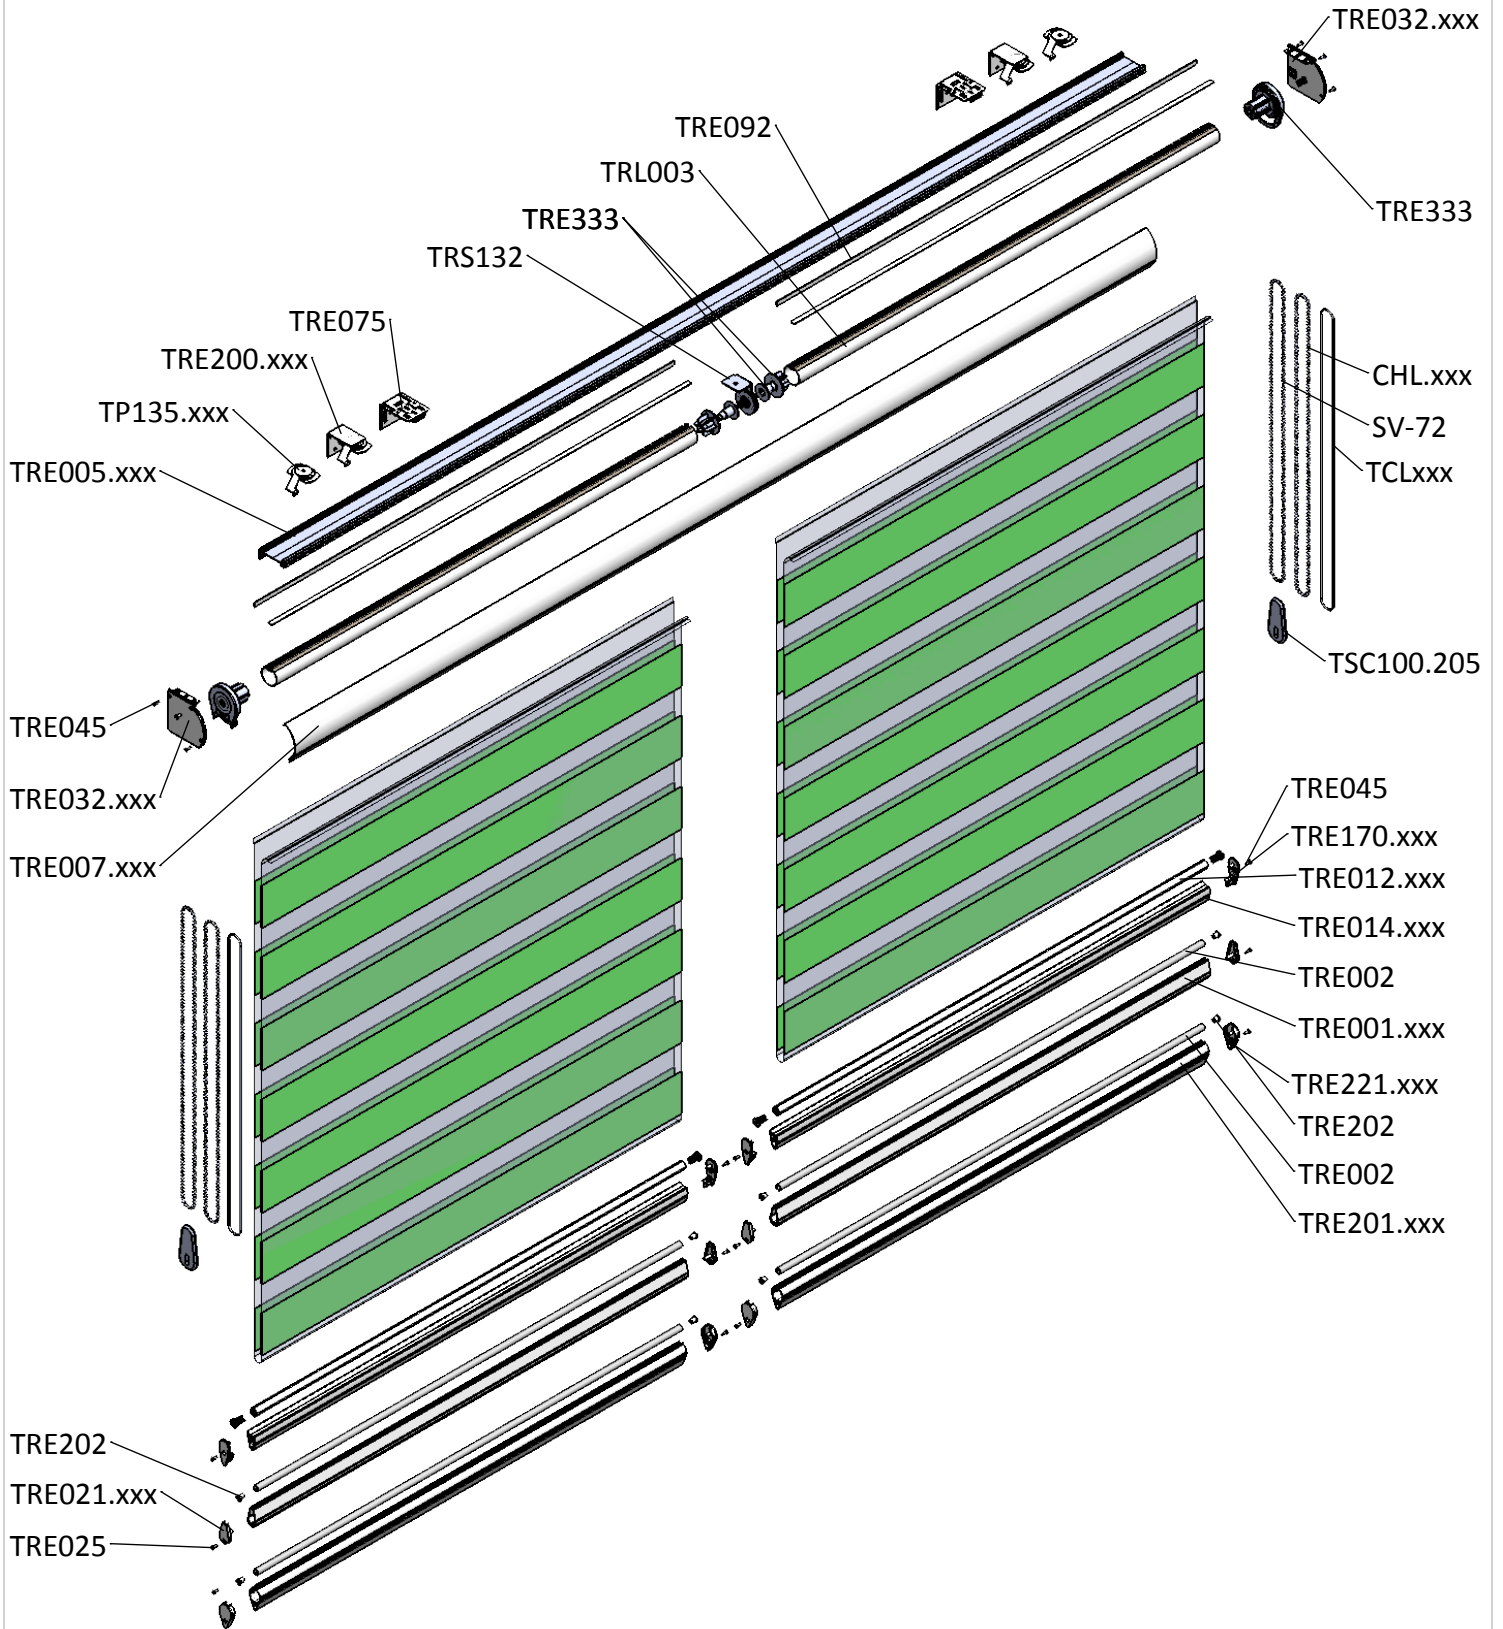 TRE032.xxx
TRE092
TRL003
TRE333
TRE333
TRS132
TRE075
TRE200.xxx
CHL.xxx
TP135.xxx
SV-72
TRE005.xxx
TCLxxx
TSC100.205
TRE045
TRE032.xxx
TRE045
TRE170.xxx
TRE007.xxx
TRE012.xxx
TRE014.xxx
TRE002
TRE001.xxx
TRE221.xxx
TRE202
TRE002
TRE201.xxx
TRE202
TRE021.xxx
TRE025